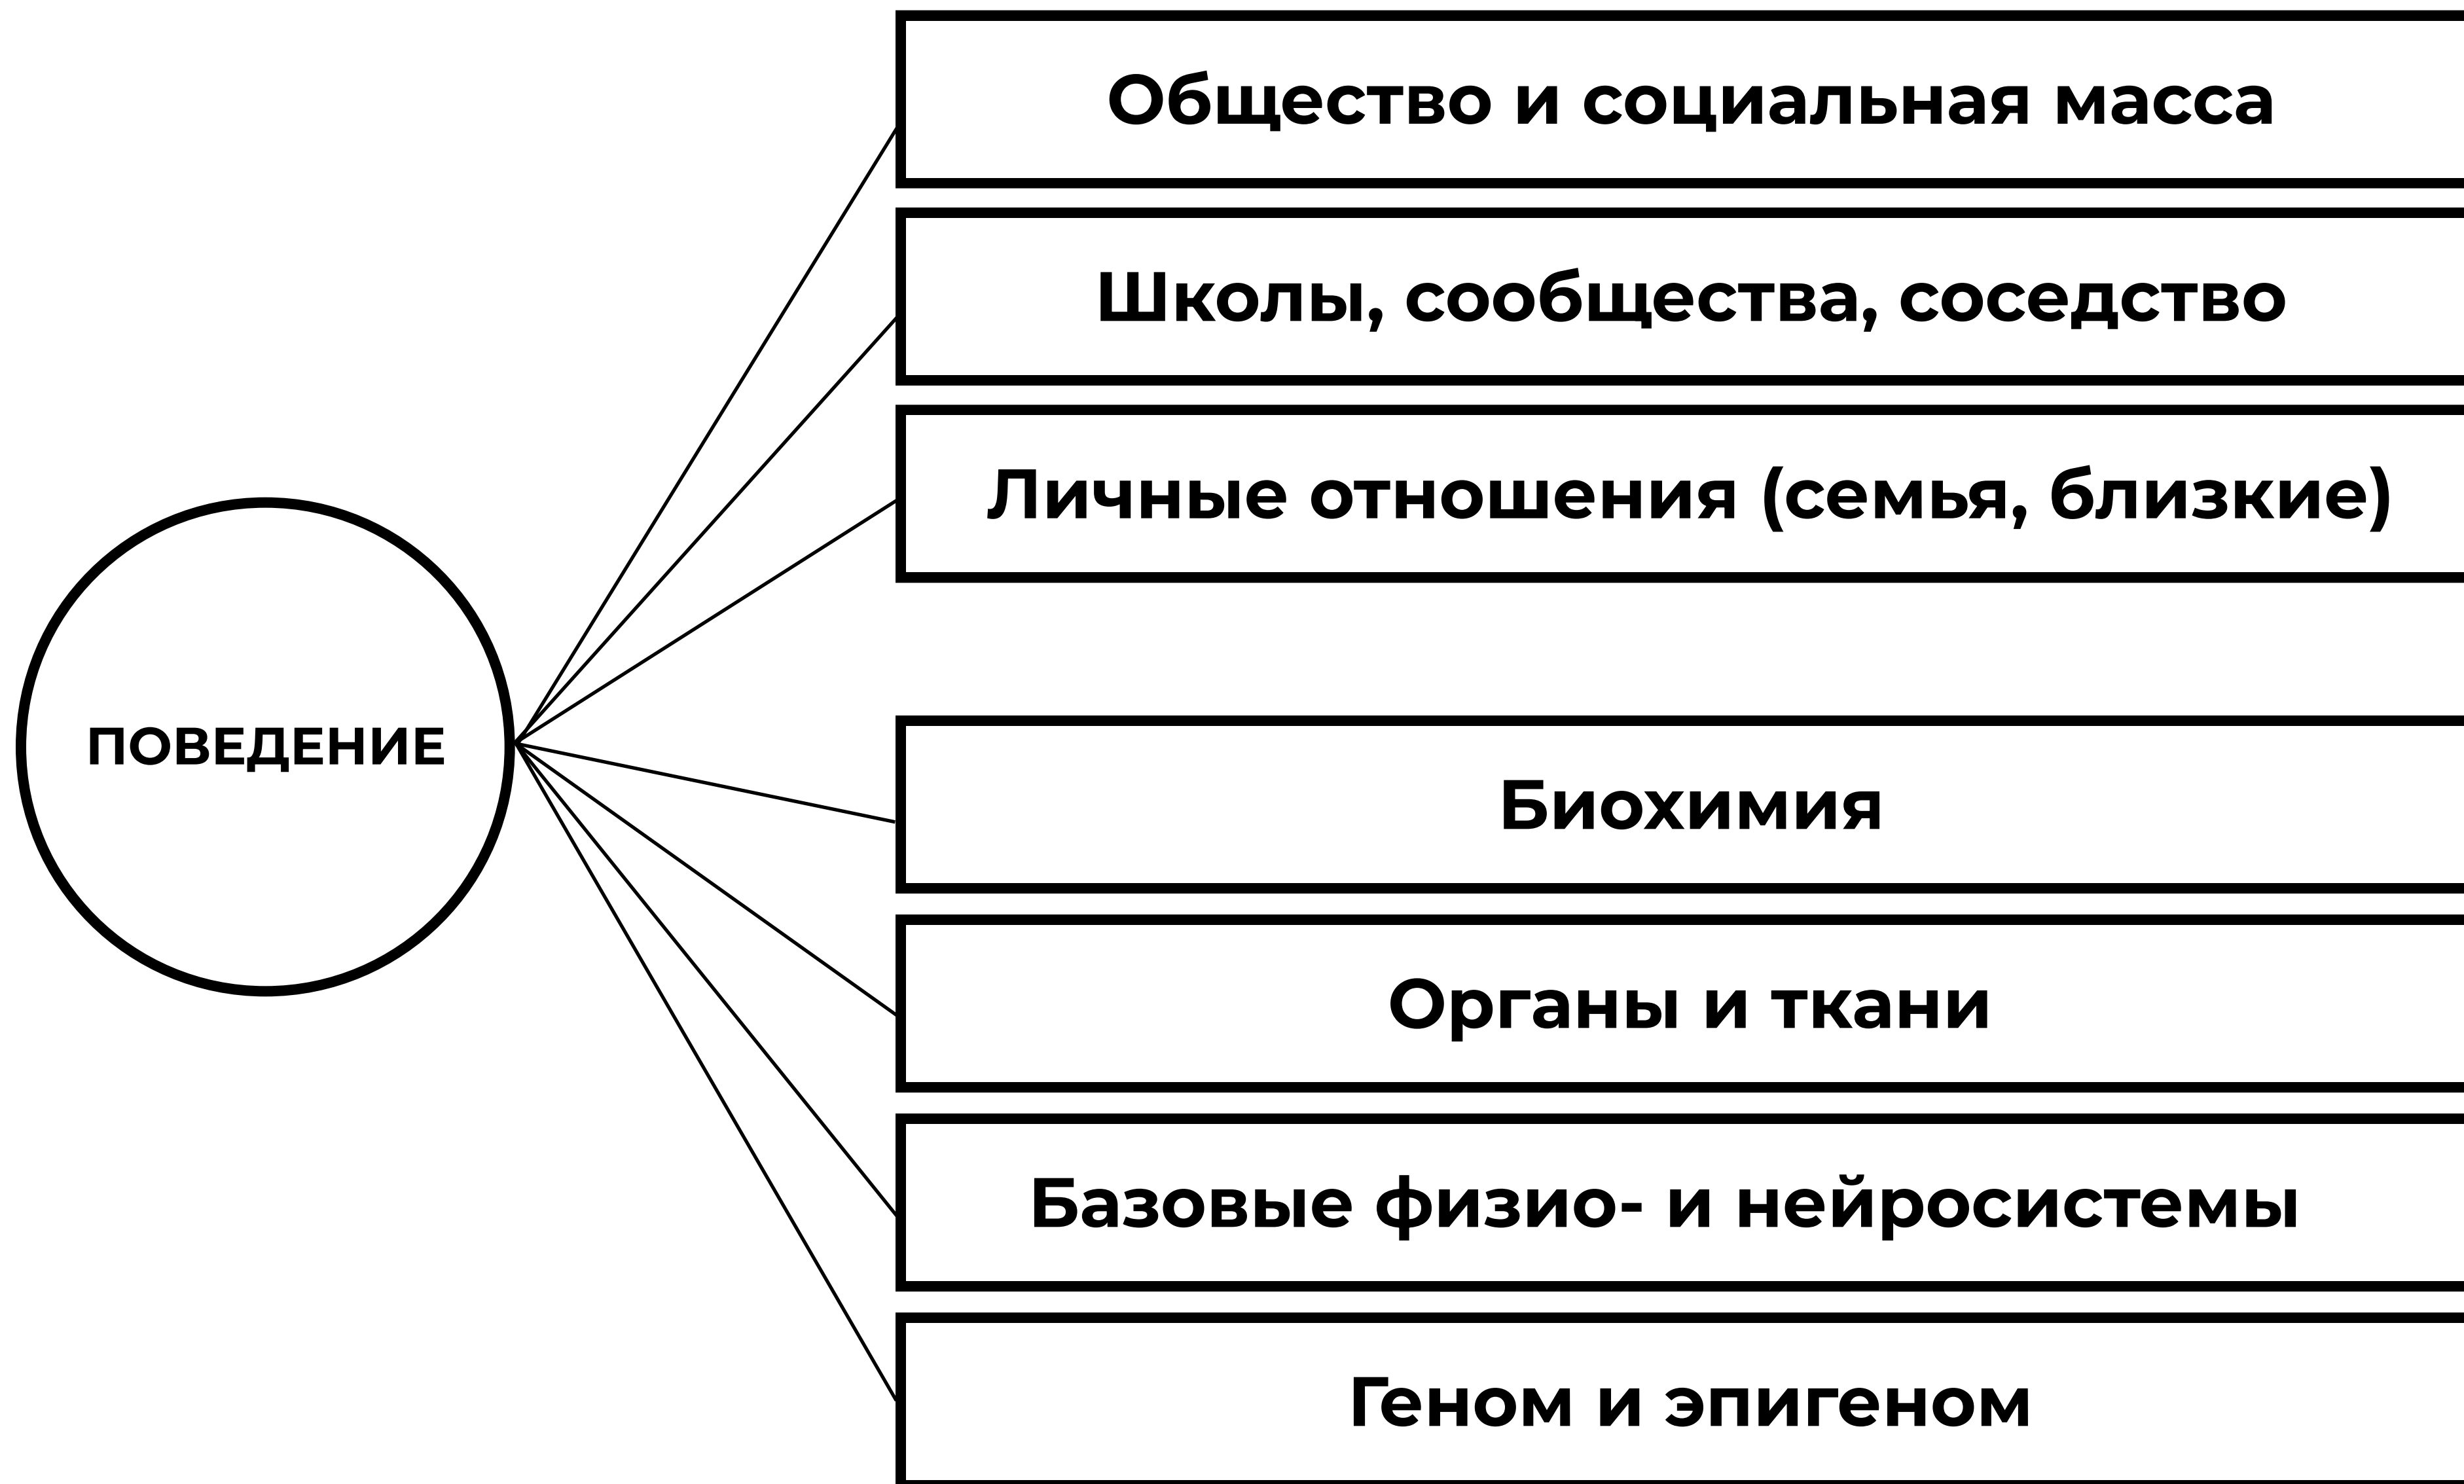 Общество и социальная масса
Школы, сообщества, соседство
Личные отношения (семья, близкие)
ПОВЕДЕНИЕ
Биохимия
Органы и ткани
Базовые физио- и нейросистемы
Геном и эпигеном